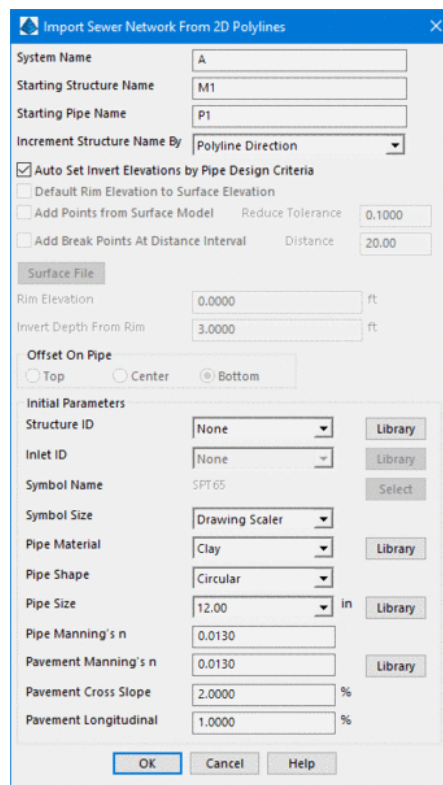 Import Sewer Network From 2D Polylines
System Name A
Starting Structure Name M1
Starting Pipe Name P1
Increment Structure Name By Polyline Direction
Auto Set Invert Elevations by Pipe Design Criteria
Default Rim Elevation to Surface Elevation
Add Points from Surface Model Reduce Tolerance 0.1000
Add Break Points At Distance Interval Distance 20.00
Surface File
Rim Elevation 0.0000 ft
Invert Depth From Rim 3.0000 ft
Offset On Pipe
Top Center Bottom
Initial Parameters
Structure ID None Library
Inlet ID None Library
Symbol Name SPT65 Select
Symbol Size Drawing Scaler
Pipe Material Clay Library
Pipe Shape Circular
Pipe Size 12.00 in Library
Pipe Manning's n 0.0130
Pavement Manning's n 0.0130 Library
Pavement Cross Slope 2.0000 %
Pavement Longitudinal 1.0000 %
OK Cancel Help